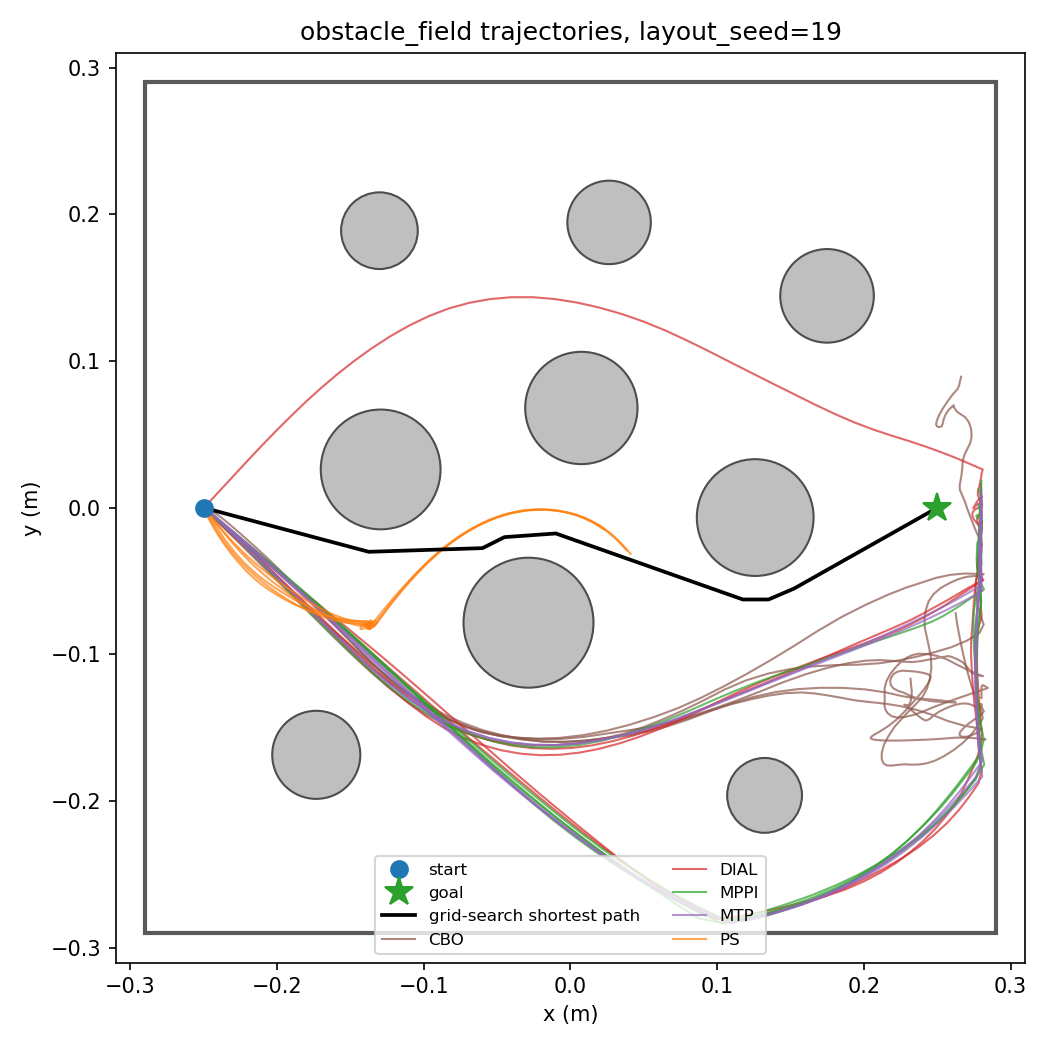 obstacle_field trajectories, layout_seed=19
0.3
0.2
0.1
0.0
−0.1
−0.2
−0.3
y (m)
start
goal
grid-search shortest path
CBO
DIAL
MPPI
MTP
PS
−0.3
−0.2
−0.1
0.0
0.1
0.2
0.3
x (m)